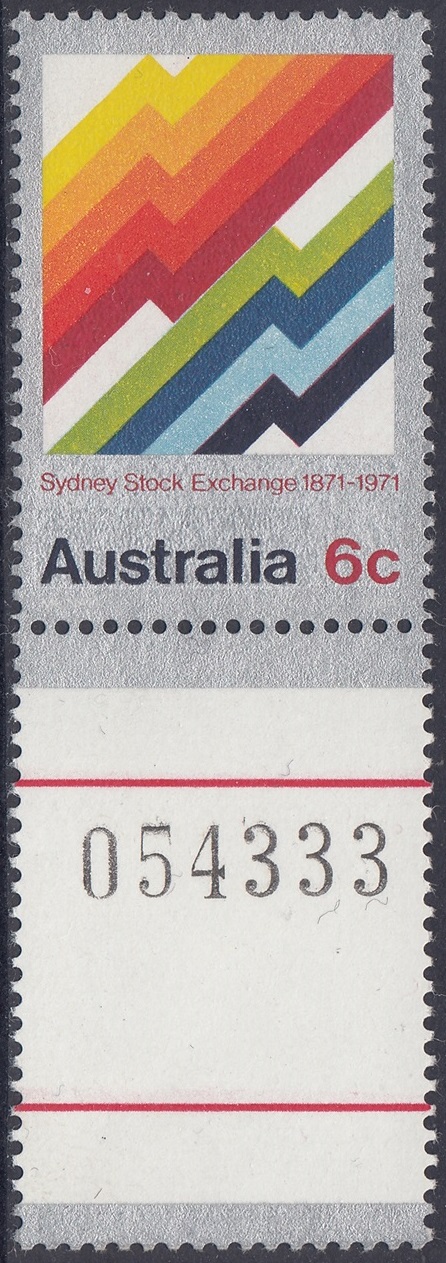 Sydney Stock Exchange 1871-1971
Australia 6c
054333